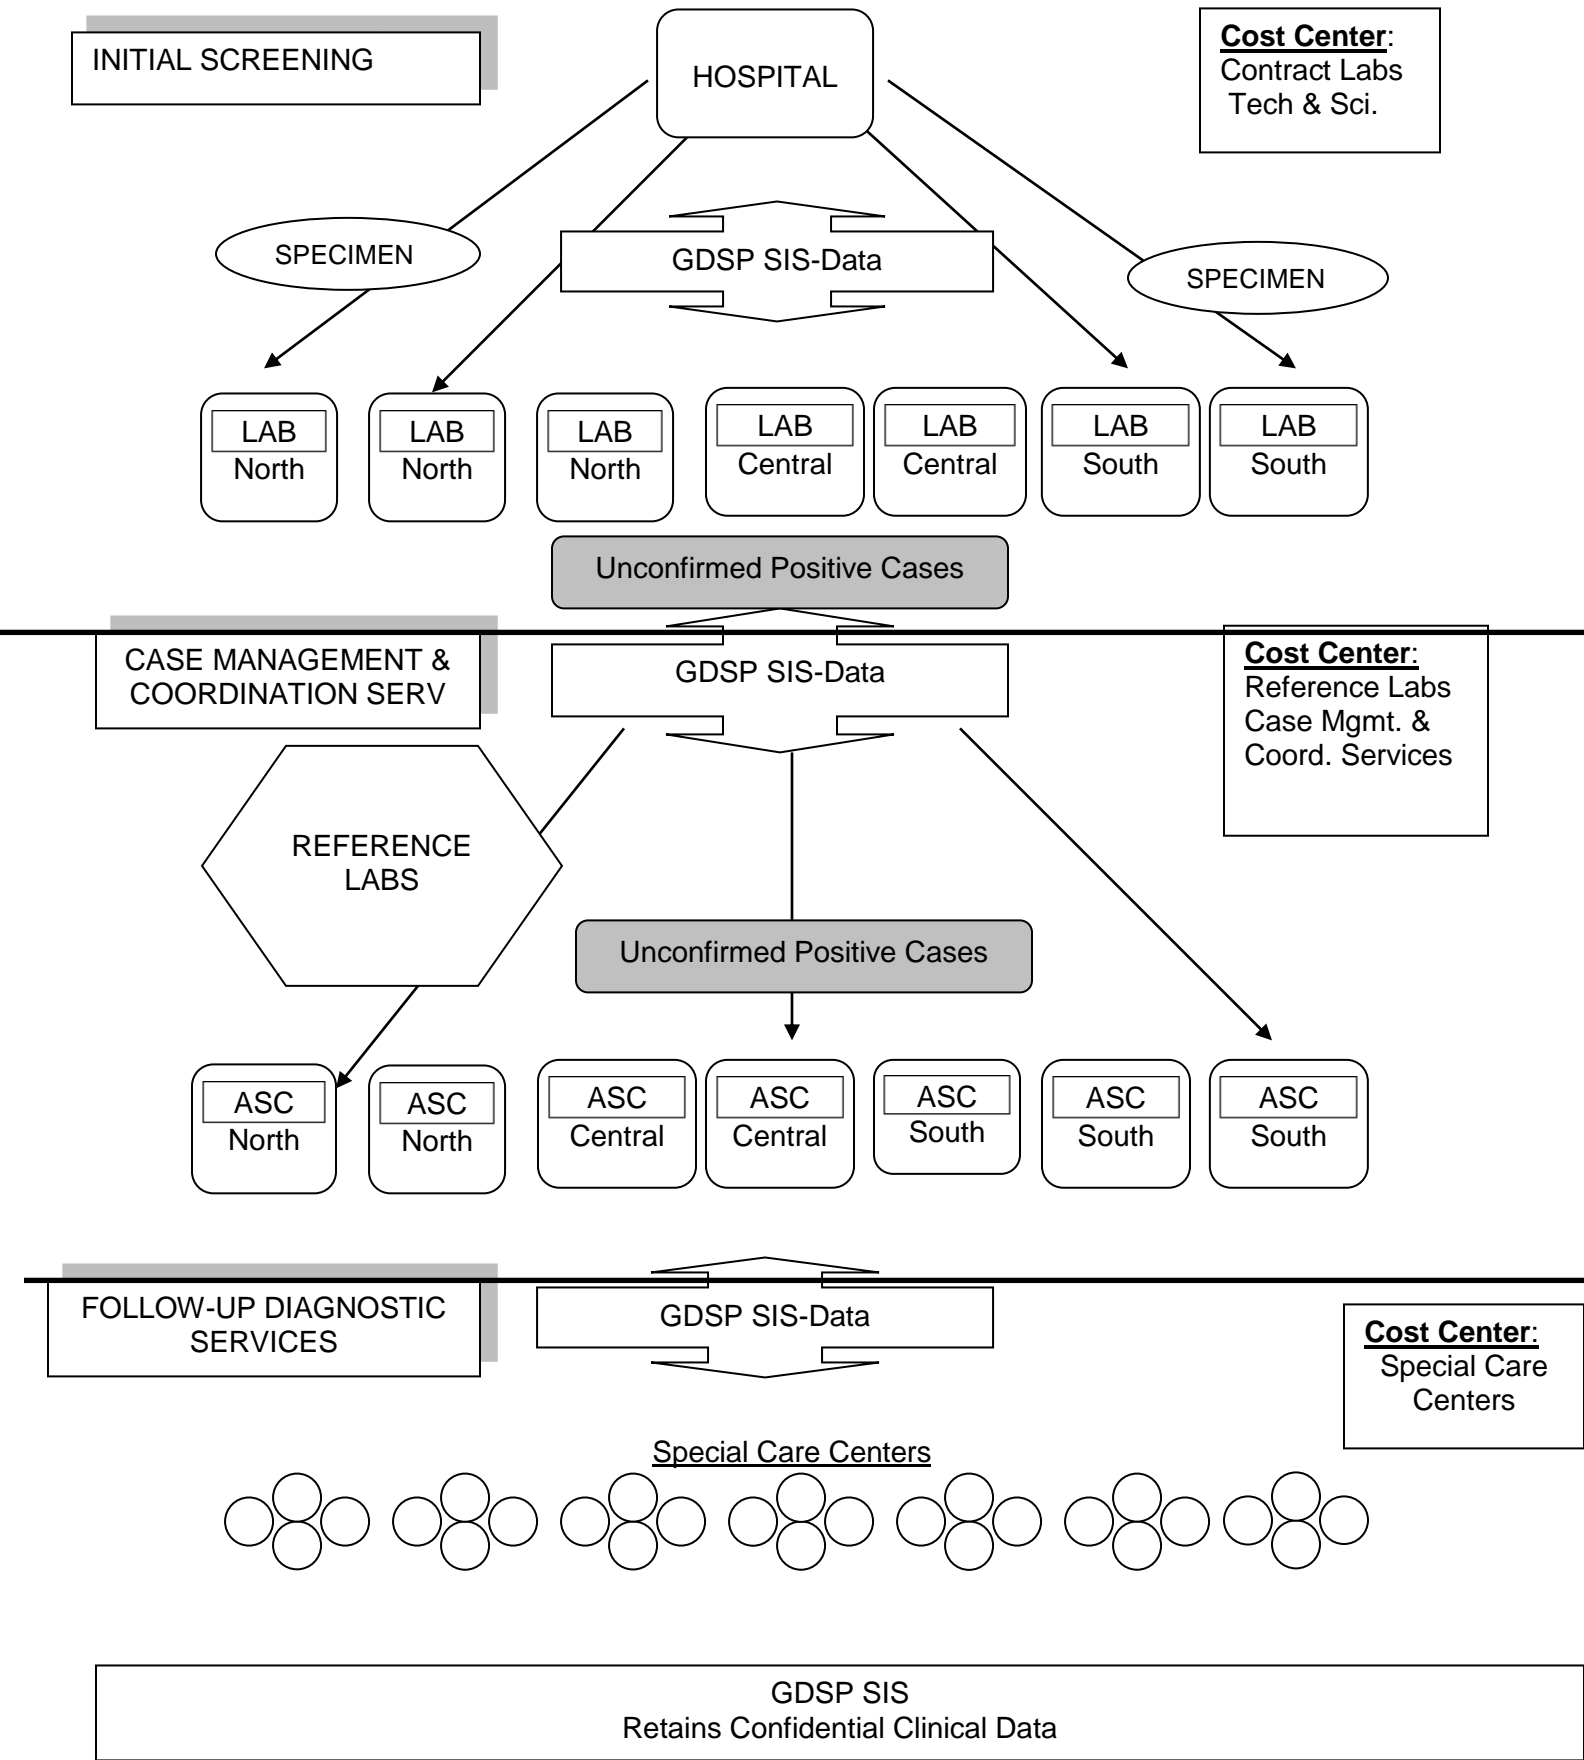 INITIAL SCREENING
HOSPITAL
Cost Center:
Contract Labs
Tech & Sci.
SPECIMEN
GDSP SIS-Data
SPECIMEN
LAB
North
LAB
North
LAB
North
LAB
Central
LAB
Central
LAB
South
LAB
South
Unconfirmed Positive Cases
CASE MANAGEMENT &
COORDINATION SERV
GDSP SIS-Data
Cost Center:
Reference Labs
Case Mgmt. &
Coord. Services
REFERENCE
LABS
Unconfirmed Positive Cases
ASC
North
ASC
North
ASC
Central
ASC
Central
ASC
South
ASC
South
ASC
South
FOLLOW-UP DIAGNOSTIC
SERVICES
GDSP SIS-Data
Cost Center:
Special Care
Centers
Special Care Centers
GDSP SIS
Retains Confidential Clinical Data